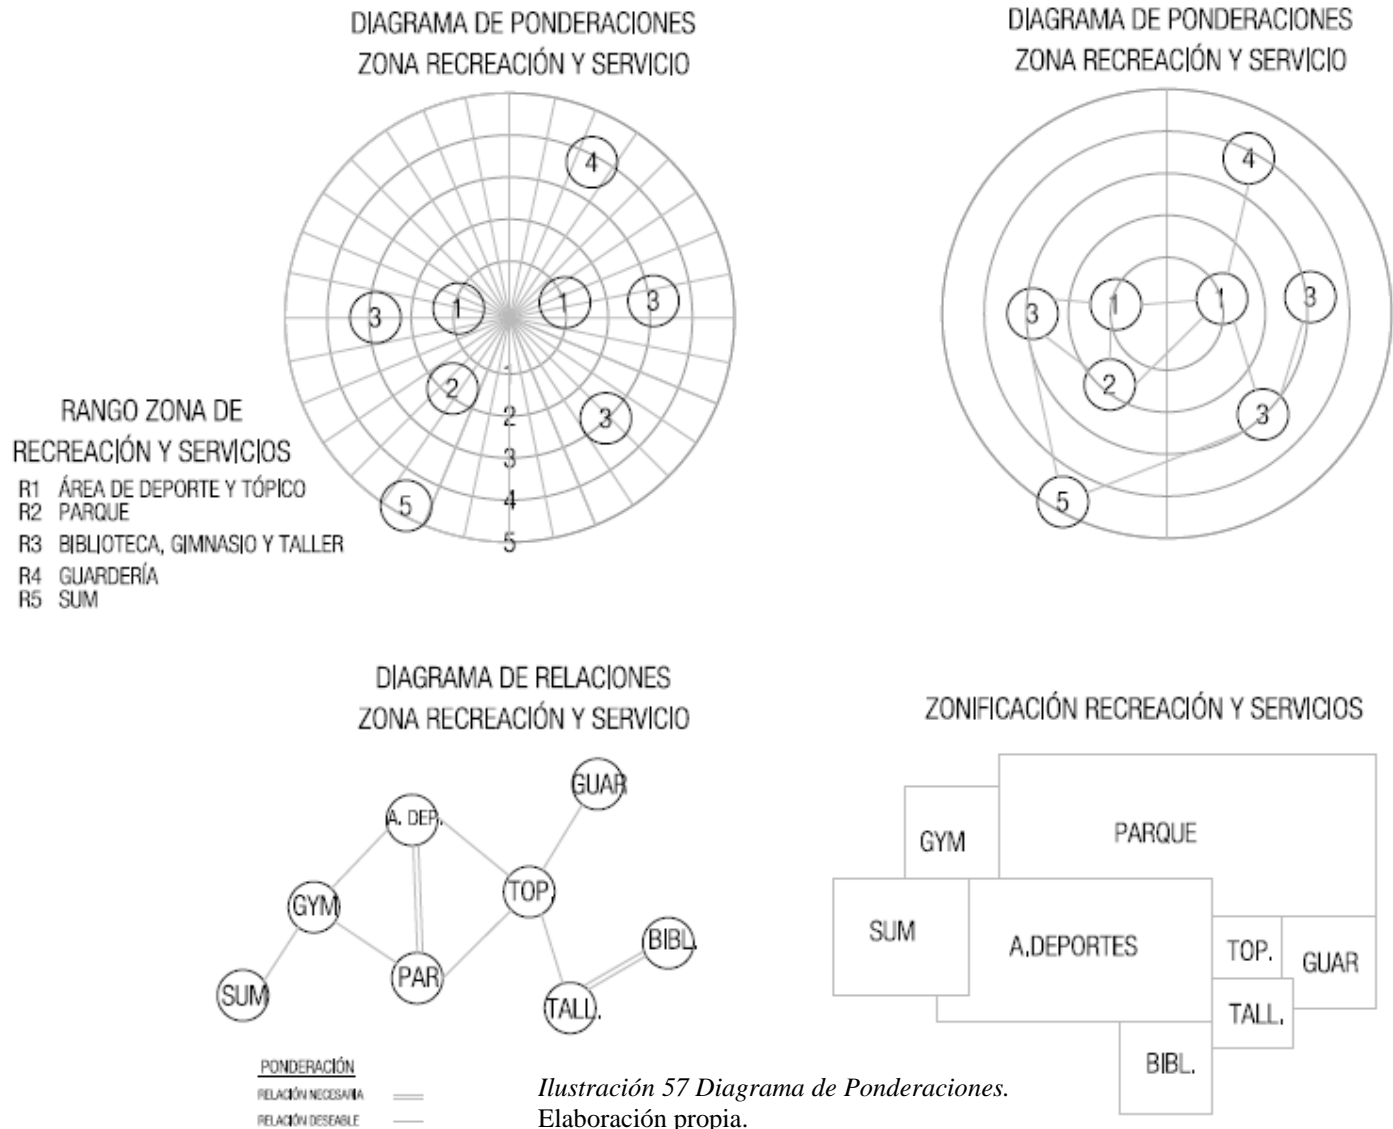 DIAGRAMA DE PONDERACIONES
ZONA RECREACIÓN Y SERVICIO
4
1
1
3
3
2
3
5
1
2
3
4
5
DIAGRAMA DE PONDERACIONES
ZONA RECREACIÓN Y SERVICIO
4
1
1
3
3
2
3
5
RANGO ZONA DE
RECREACIÓN Y SERVICIOS
R1 ÁREA DE DEPORTE Y TÓPICO
R2 PARQUE
R3 BIBLIOTECA, GIMNASIO Y TALLER
R4 GUARDERÍA
R5 SUM
DIAGRAMA DE RELACIONES
ZONA RECREACIÓN Y SERVICIO
GUAR
A. DEP.
TOP.
GYM
BIBL.
PAR
SUM
TALL.
PONDERACIÓN
RELACIÓN NECESARIA
RELACIÓN DESEABLE
ZONIFICACIÓN RECREACIÓN Y SERVICIOS
PARQUE
GYM
SUM
A.DEPORTES
TOP.
GUAR
TALL.
BIBL.
Ilustración 57 Diagrama de Ponderaciones.
Elaboración propia.